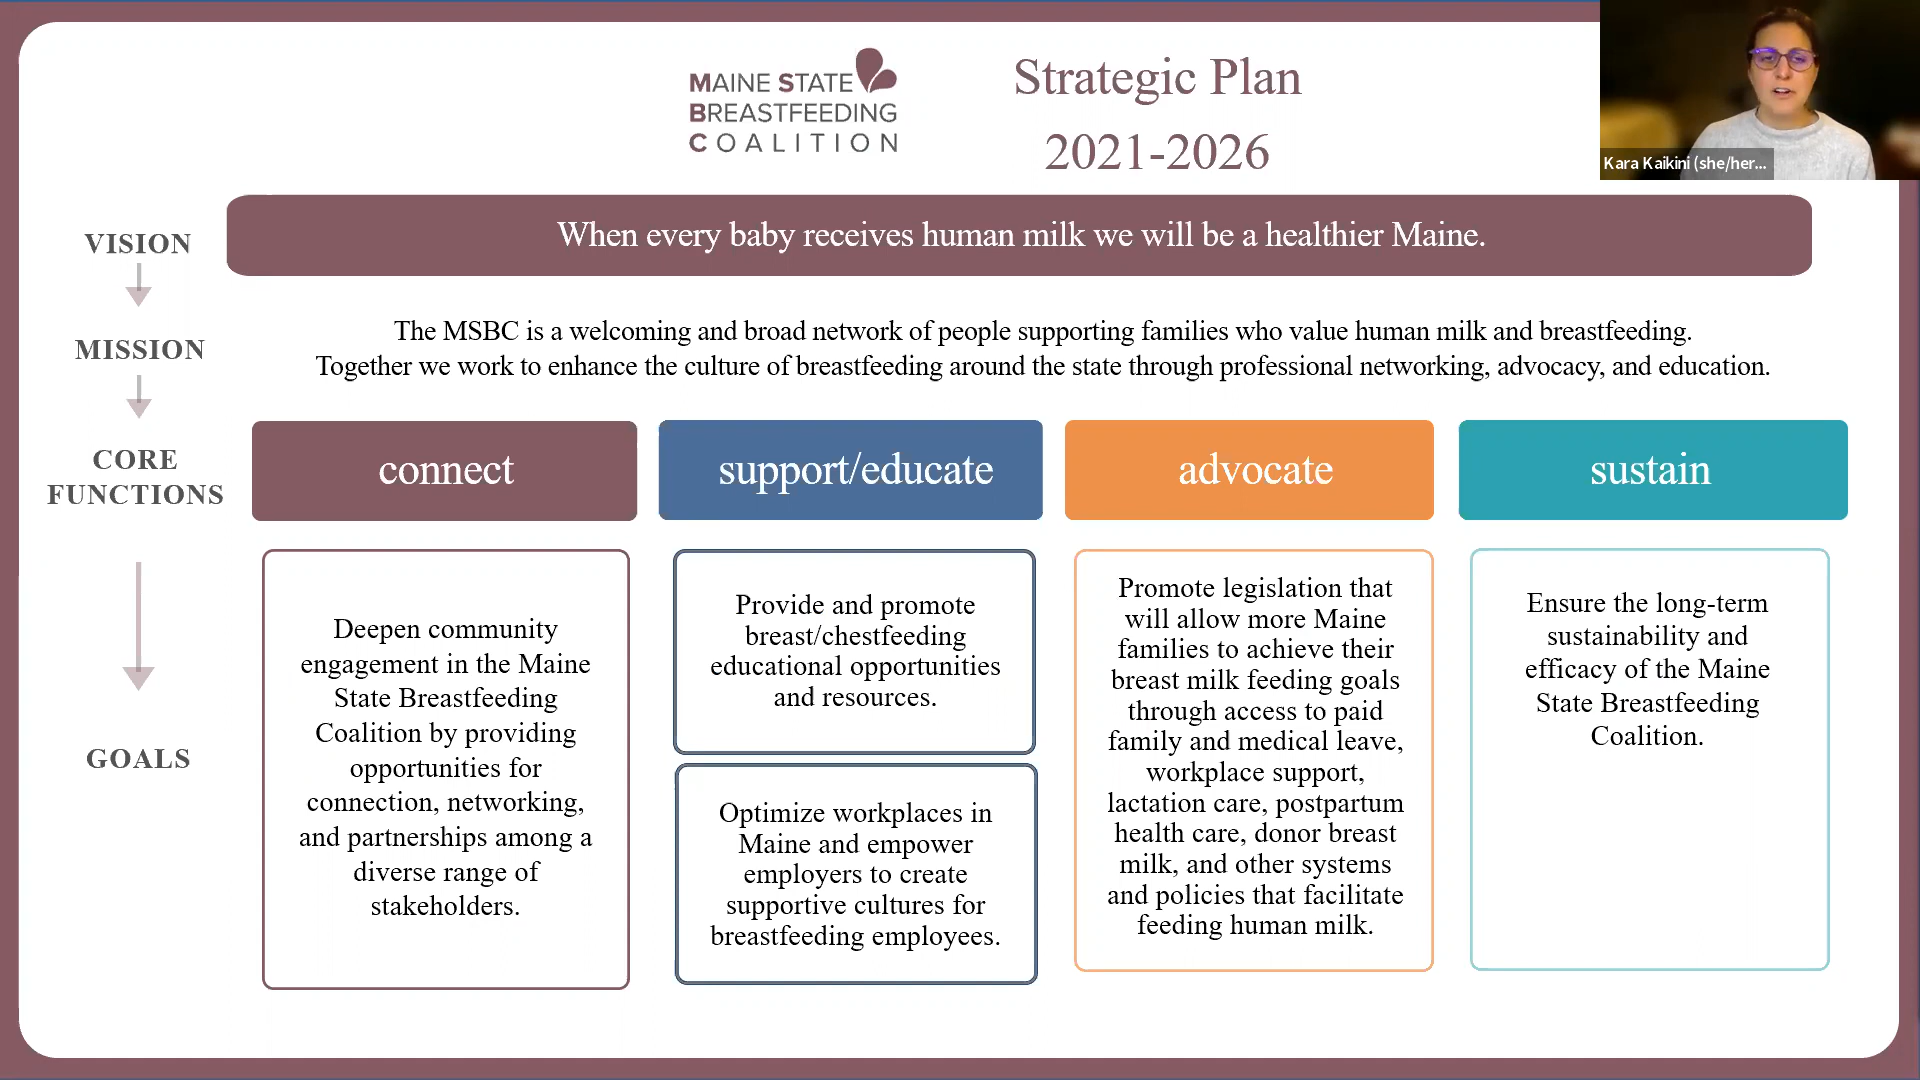 MAINE STATE
BREASTFEEDING
COALITION
Strategic Plan
2021-2026
Kara Kaikini (she/her...
VISION
When every baby receives human milk we will be a healthier Maine.
MISSION
The MSBC is a welcoming and broad network of people supporting families who value human milk and breastfeeding.
Together we work to enhance the culture of breastfeeding around the state through professional networking, advocacy, and education.
CORE
FUNCTIONS
connect
support/educate
advocate
sustain
GOALS
Deepen community
engagement in the Maine
State Breastfeeding
Coalition by providing
opportunities for
connection, networking,
and partnerships among a
diverse range of
stakeholders.
Provide and promote
breast/chestfeeding
educational opportunities
and resources.
Optimize workplaces in
Maine and empower
employers to create
supportive cultures for
breastfeeding employees.
Promote legislation that
will allow more Maine
families to achieve their
breast milk feeding goals
through access to paid
family and medical leave,
workplace support,
lactation care, postpartum
health care, donor breast
milk, and other systems
and policies that facilitate
feeding human milk.
Ensure the long-term
sustainability and
efficacy of the Maine
State Breastfeeding
Coalition.